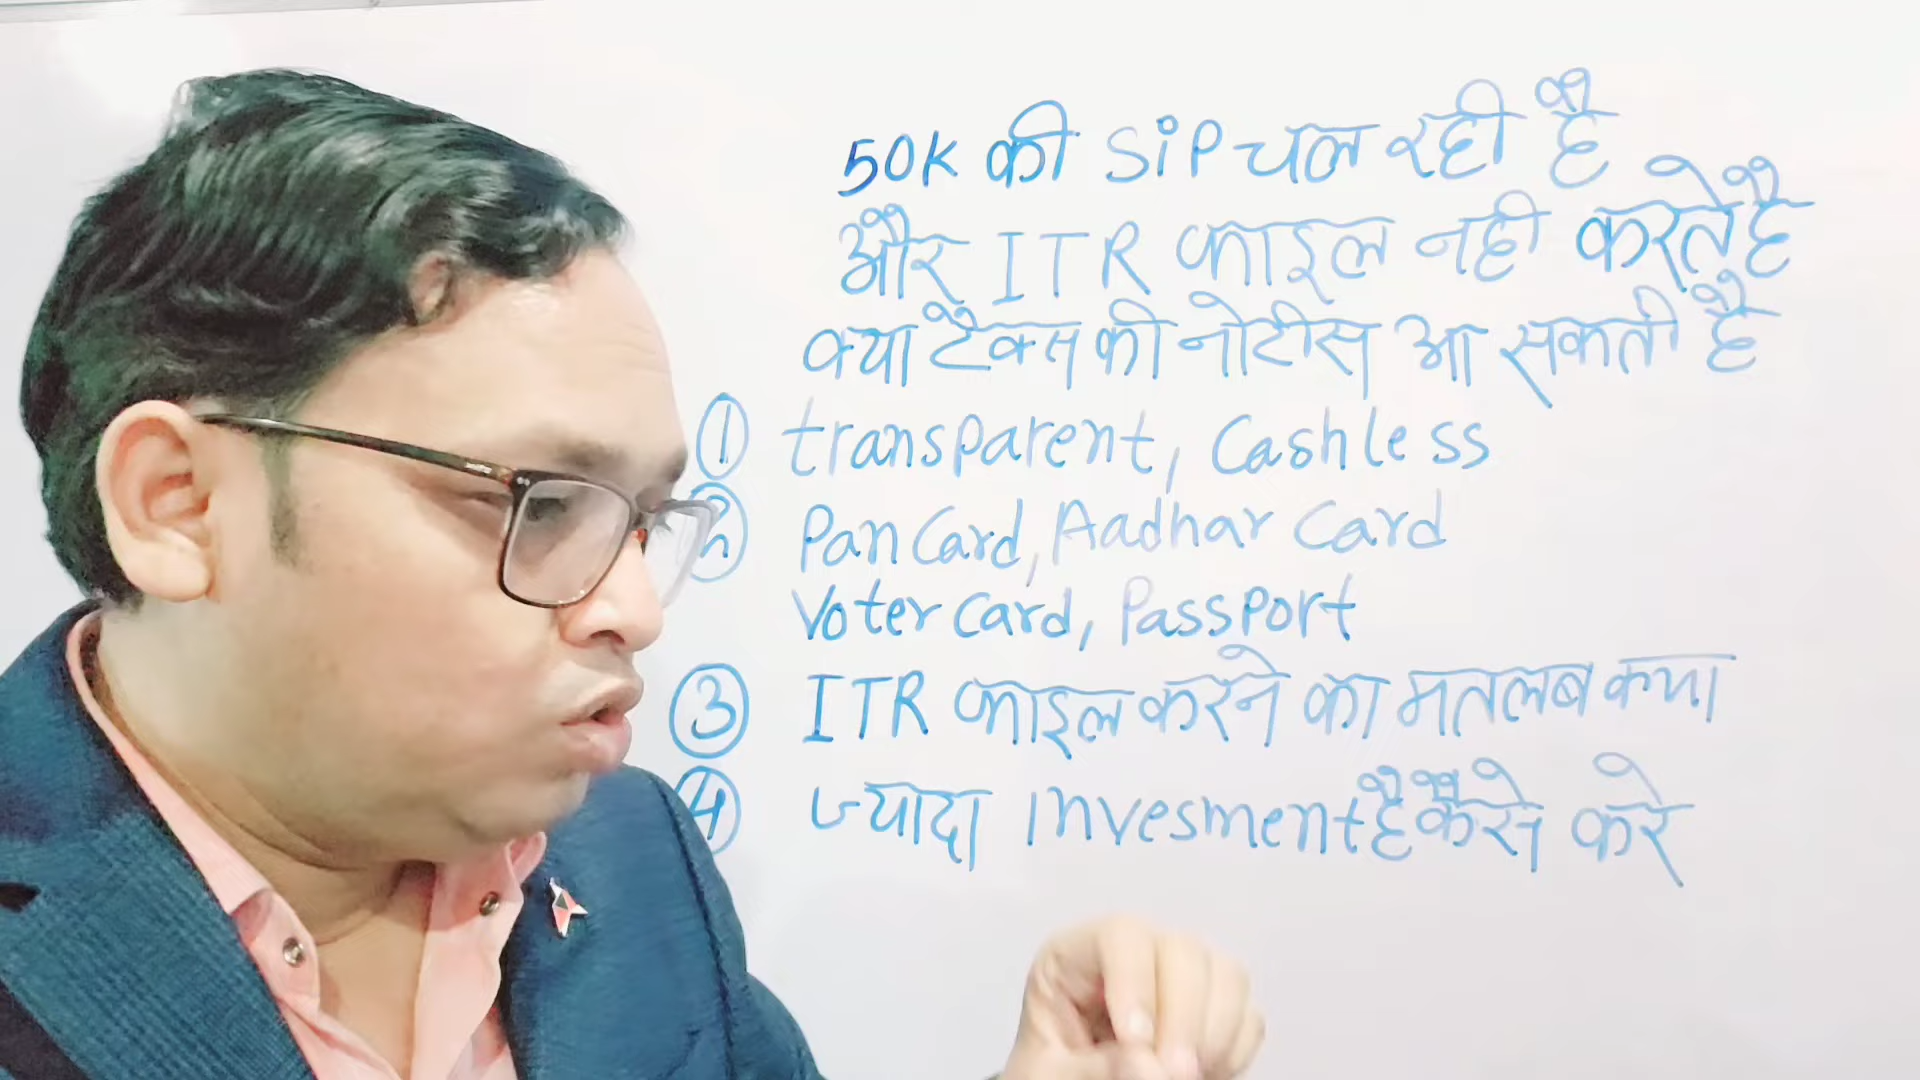 50K की SiP चल रही है
और ITR फाइल नही करते है
क्या टैक्स की नोटीस आ सकती है
① transparent, Cashless
② Pan Card, Aadhar Card
Voter Card, Passport
③ ITR फाइल करने का मतलब क्या
④ ज्यादा Invesment है कैसे करे